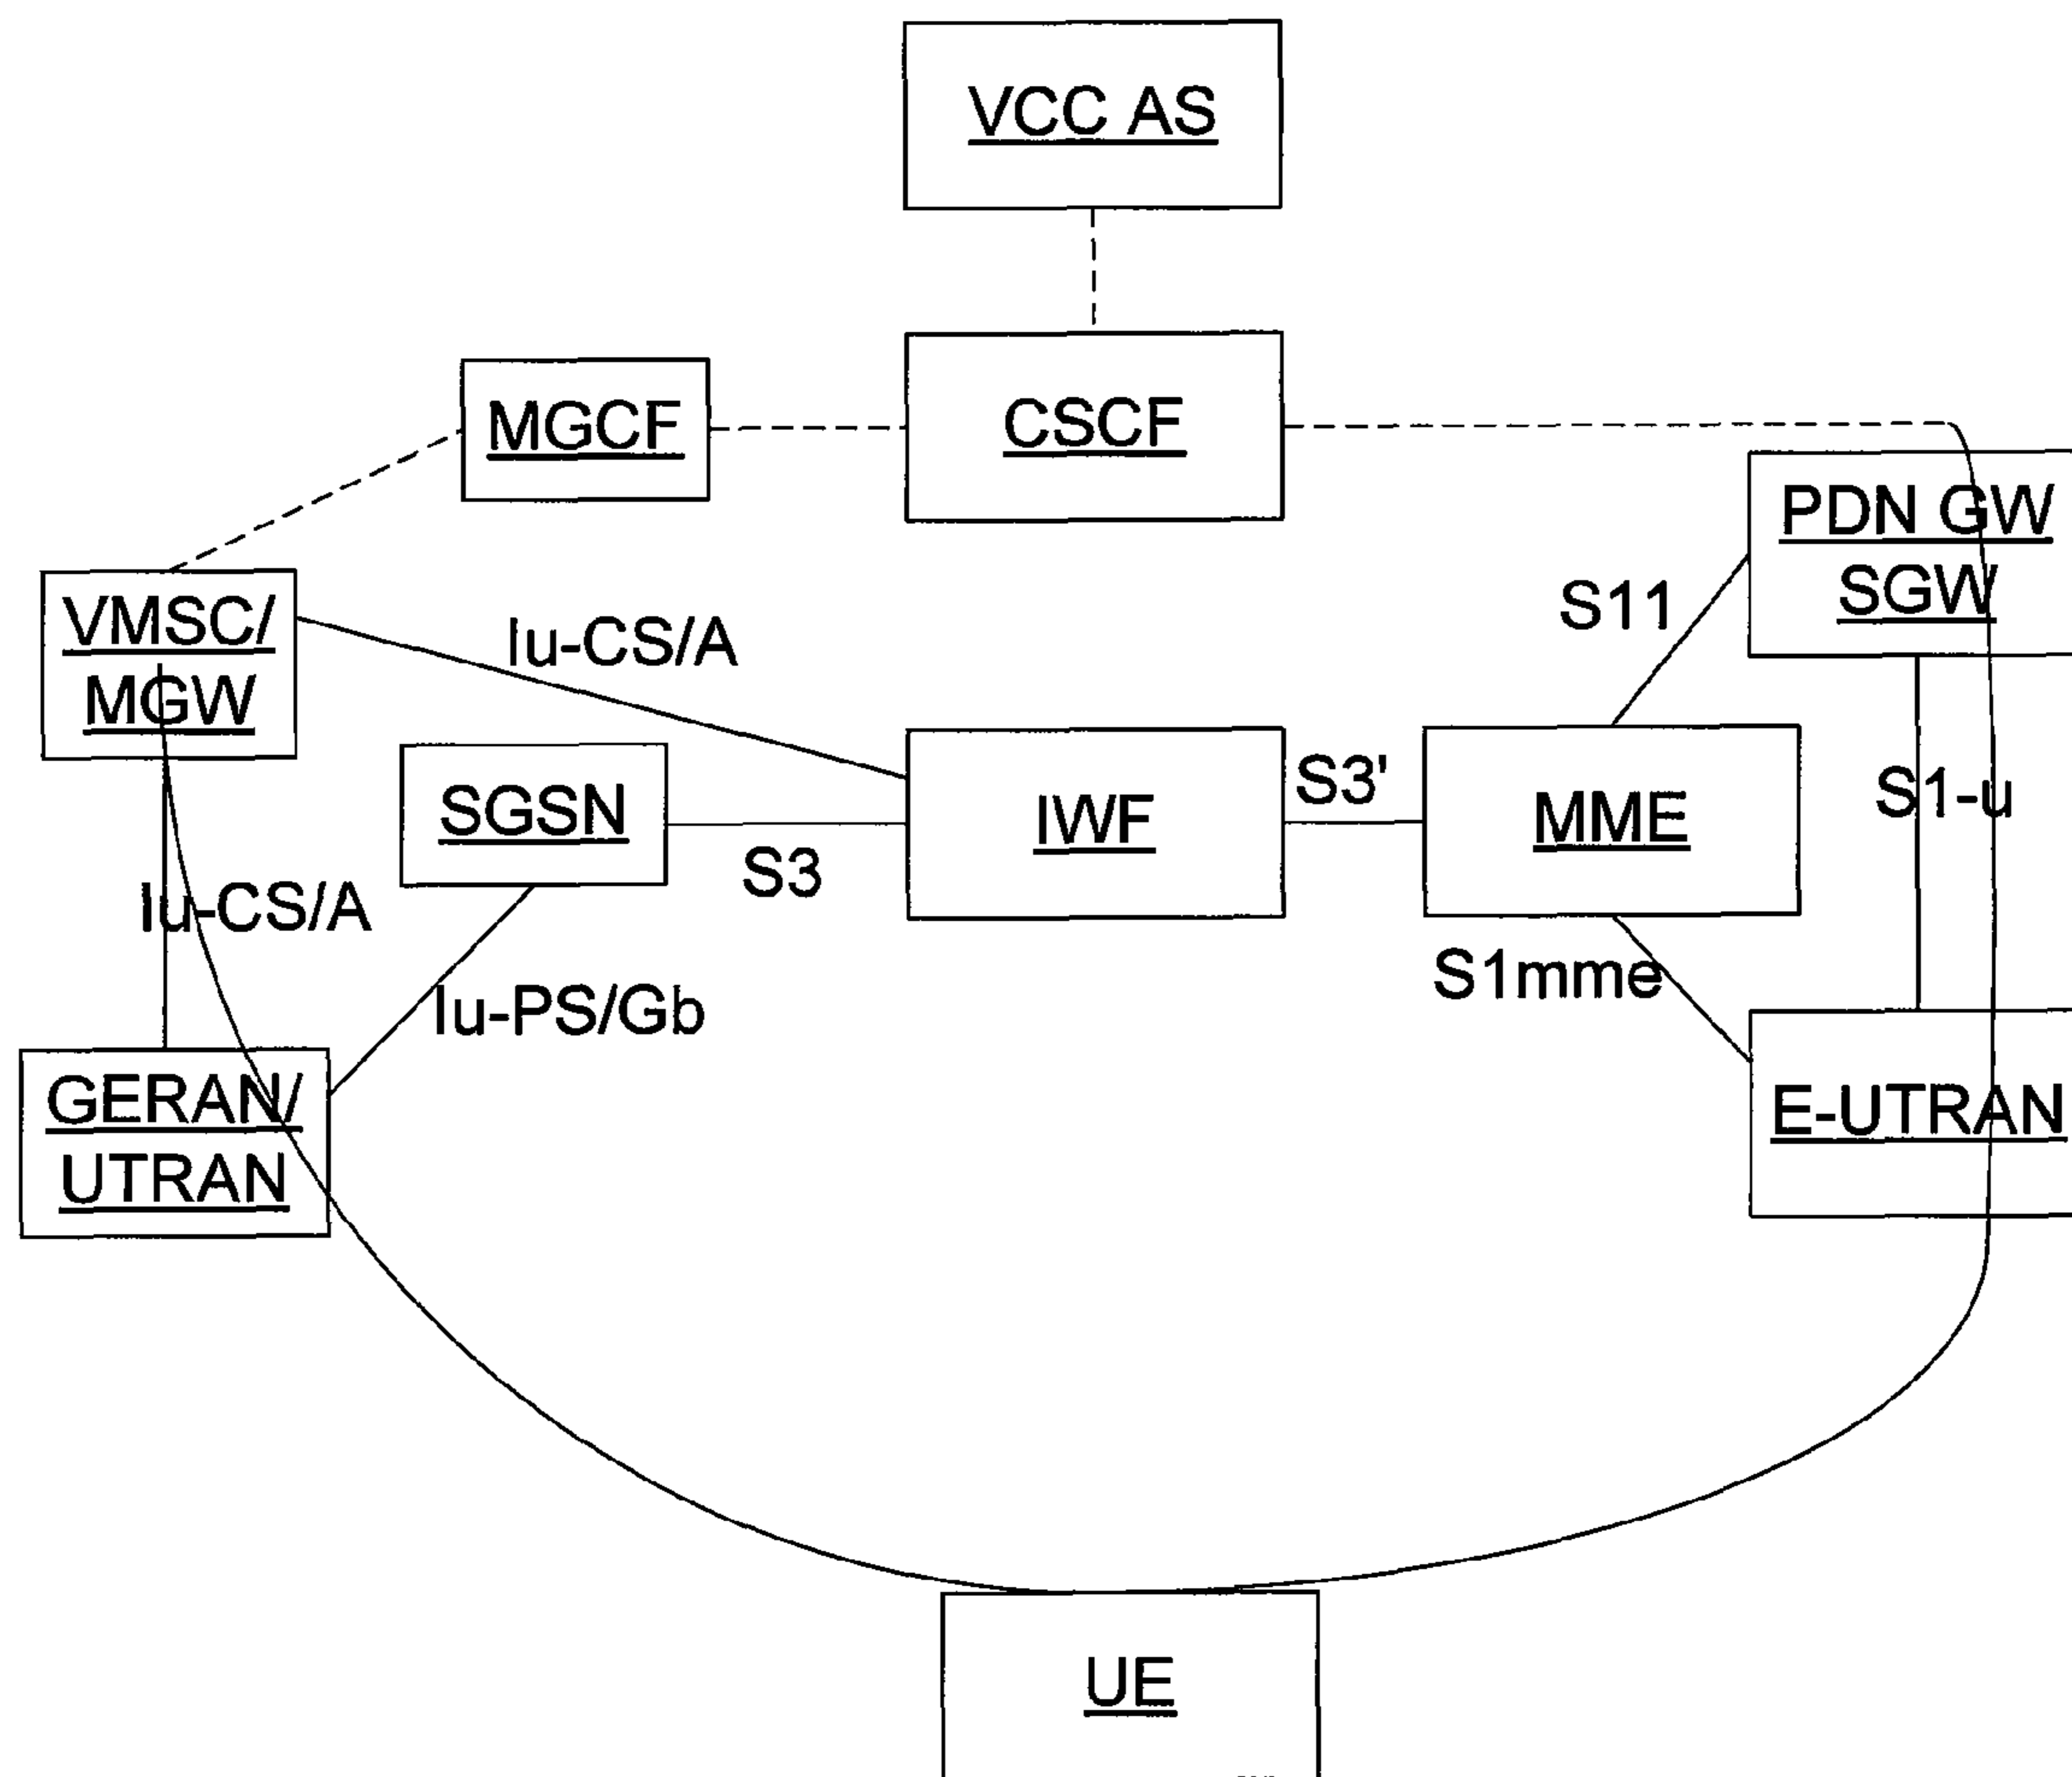 VCC AS
MGCF
CSCF
PDN GW
SGW
S11
VMSC/
MGW
Iu-CS/A
SGSN
S3
IWF
S3'
MME
S1-u
Iu-CS/A
Iu-PS/Gb
S1mme
GERAN/
UTRAN
E-UTRAN
UE